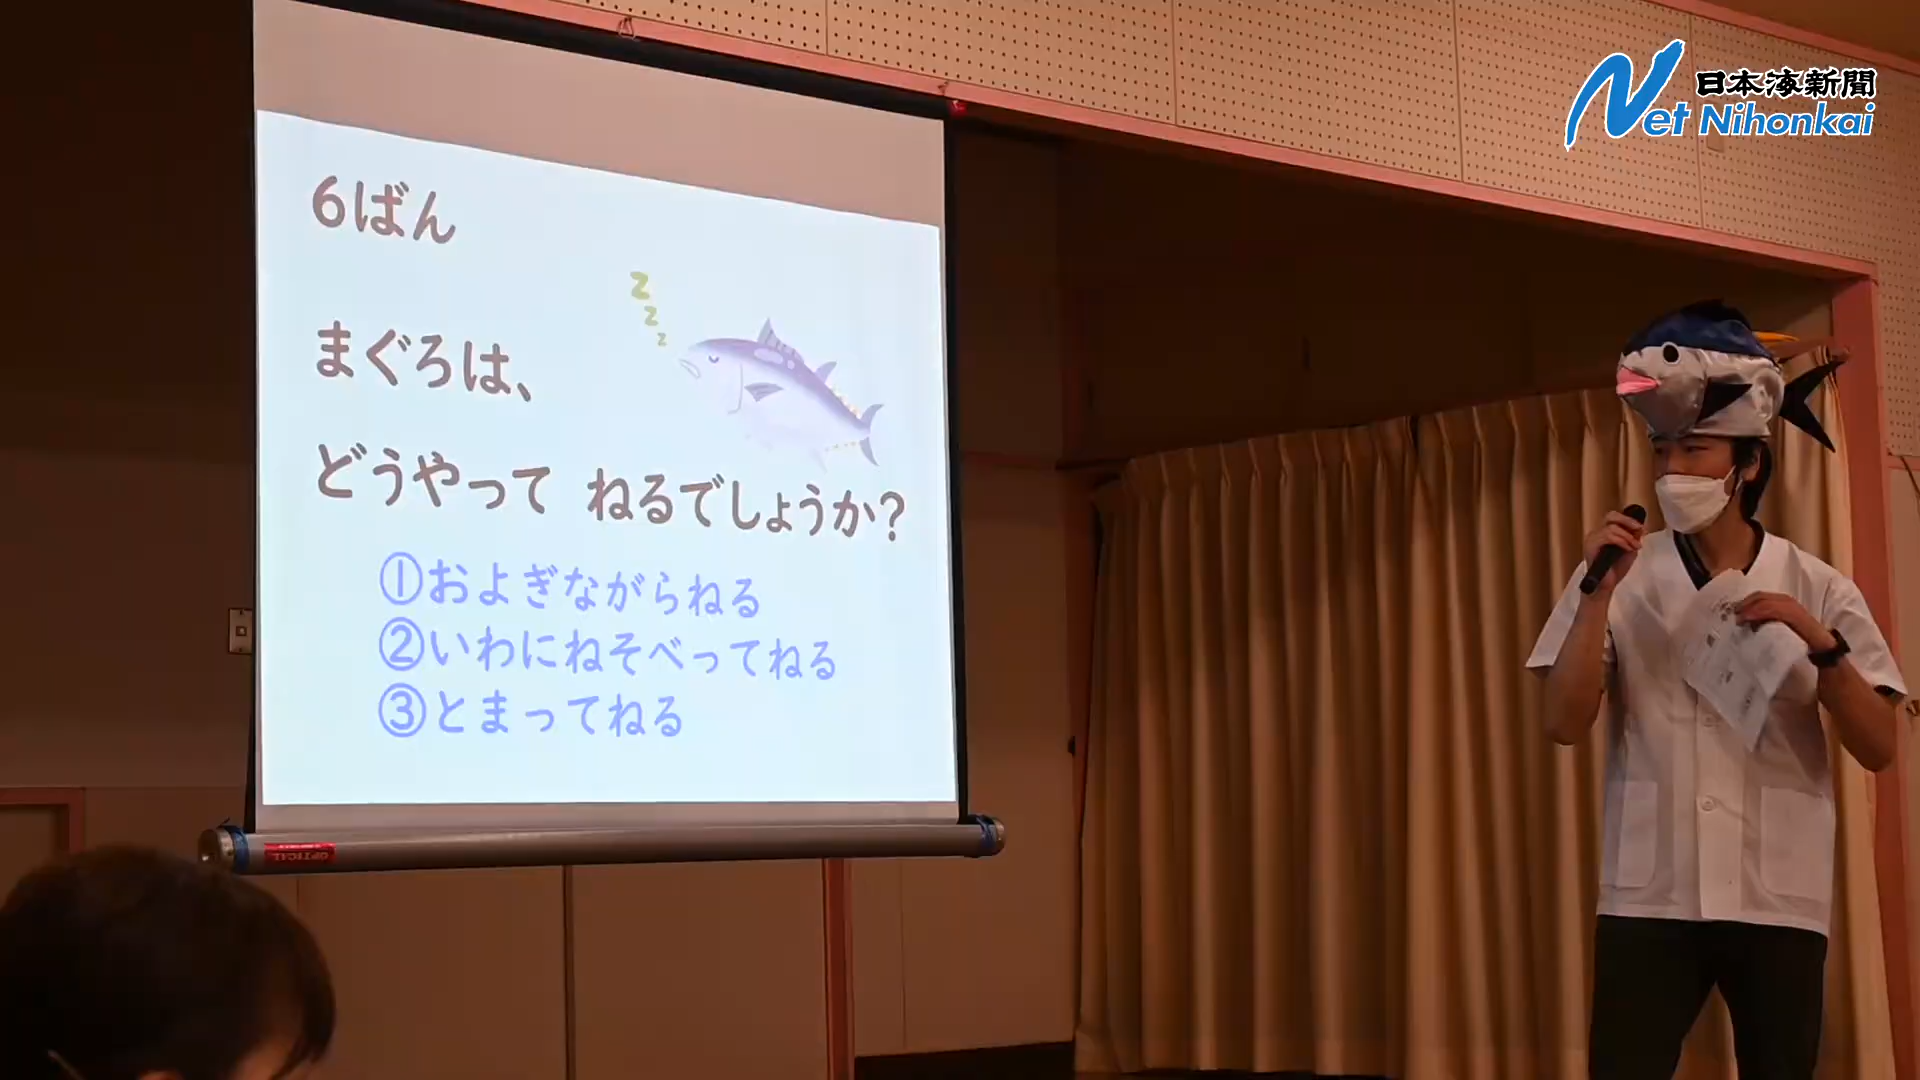 6ばん
まぐろは、
どうやって ねるでしょうか?
①およぎながらねる
②いわにねそべってねる
③とまってねる
z
z
z
日本海新聞
Net Nihonkai